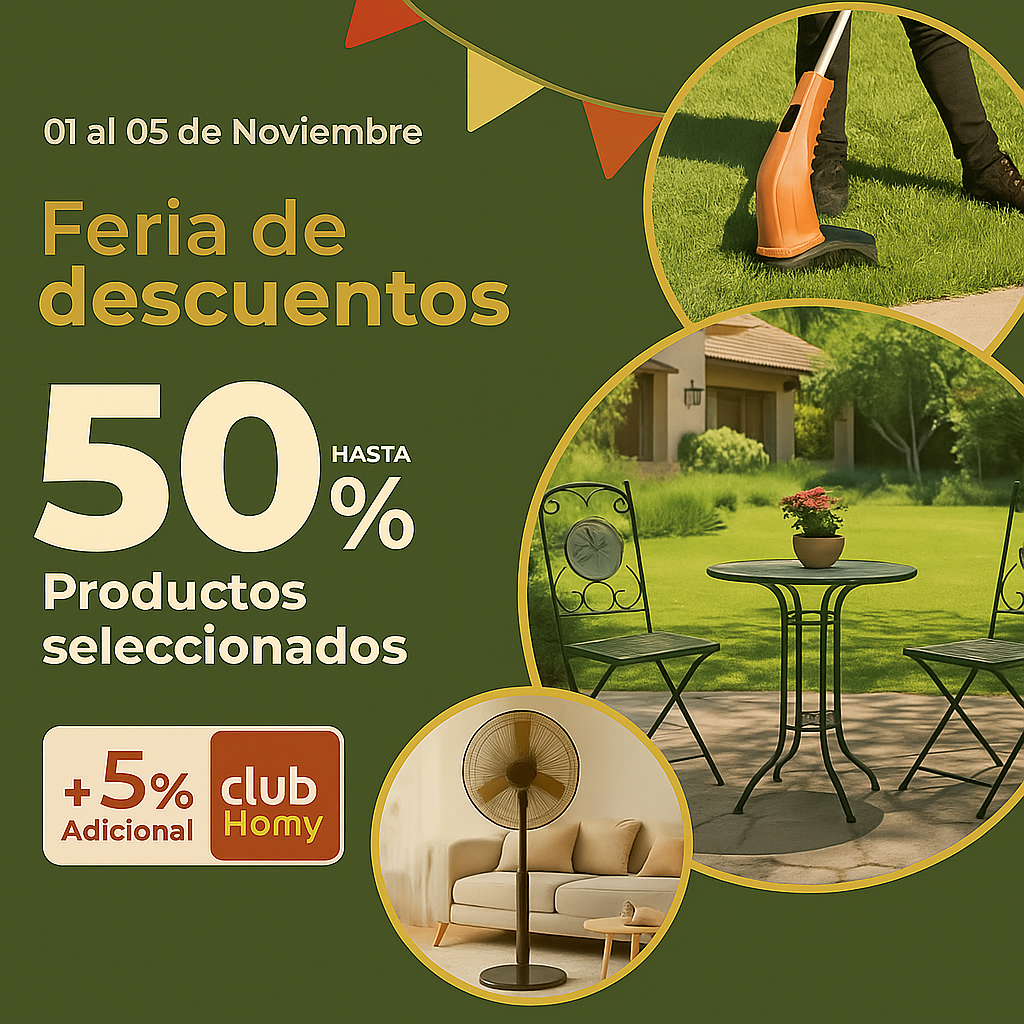 01 al 05 de Noviembre
Feria de
descuentos
50 HASTA %
Productos
seleccionados
+5%
Adicional
club
Homy